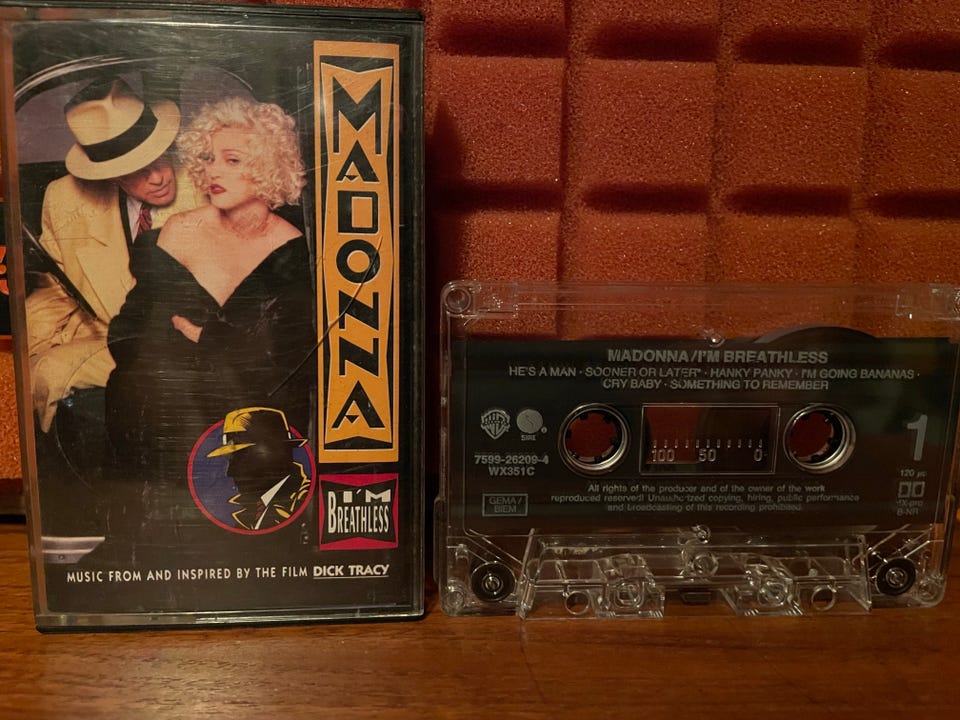 MADONNA
I'M
BREATHLESS
MUSIC FROM AND INSPIRED BY THE FILM DICK TRACY
MADONNA/I'M BREATHLESS
HE'S A MAN · SOONER OR LATER* · HANKY PANKY · I'M GOING BANANAS ·
CRY BABY · SOMETHING TO REMEMBER
SIRE
7599-26209-4
WX351C
100 50 0
1
120 µs
All rights of the producer and of the owner of the work
reproduced reserved! Unauthorized copying, hiring, public performance
and broadcasting of this recording prohibited.
GEMA/
BIEM
HX-PRO
B-NR